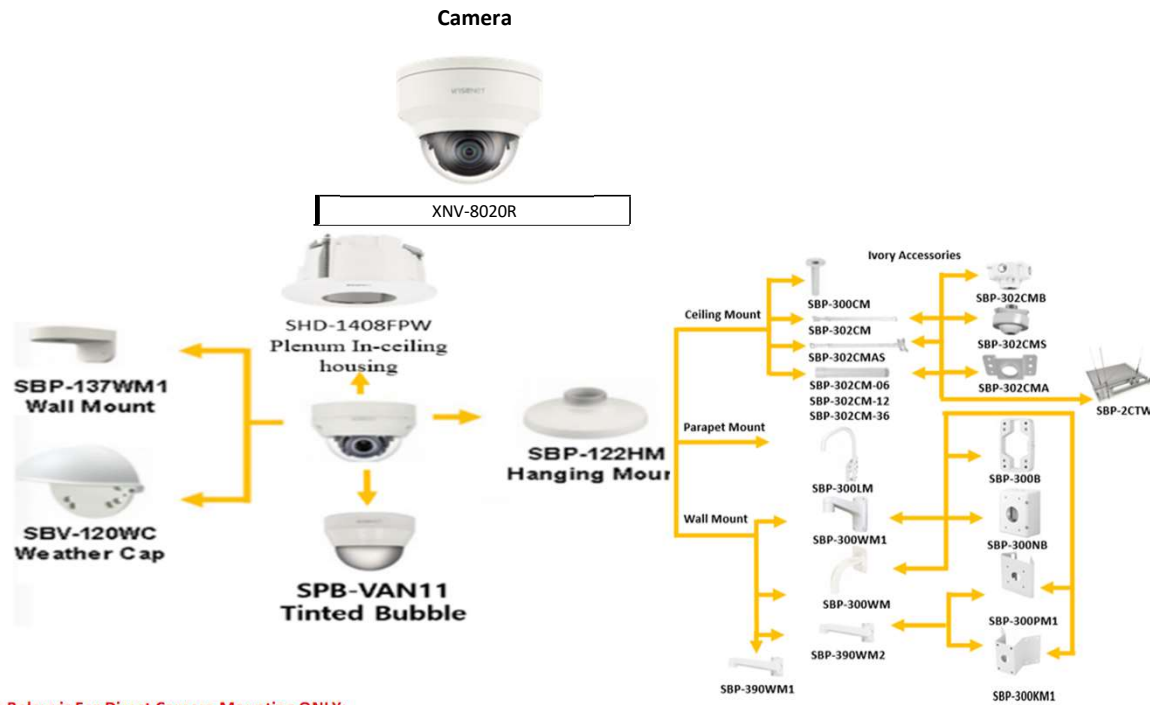 Camera
XNV-8020R
SHD-1408FPW
Plenum In-ceiling
housing
SBP-137WM1
Wall Mount
SBV-120WC
Weather Cap
SPB-VAN11
Tinted Bubble
SBP-122HM
Hanging Moun
Ivory Accessories
Ceiling Mount
SBP-300CM
SBP-302CM
SBP-302CMAS
SBP-302CM-06
SBP-302CM-12
SBP-302CM-36
SBP-302CMB
SBP-302CMS
SBP-302CMA
SBP-2CTW
Parapet Mount
SBP-300LM
Wall Mount
SBP-300WM1
SBP-300WM
SBP-390WM2
SBP-390WM1
SBP-300B
SBP-300NB
SBP-300PM1
SBP-300KM1